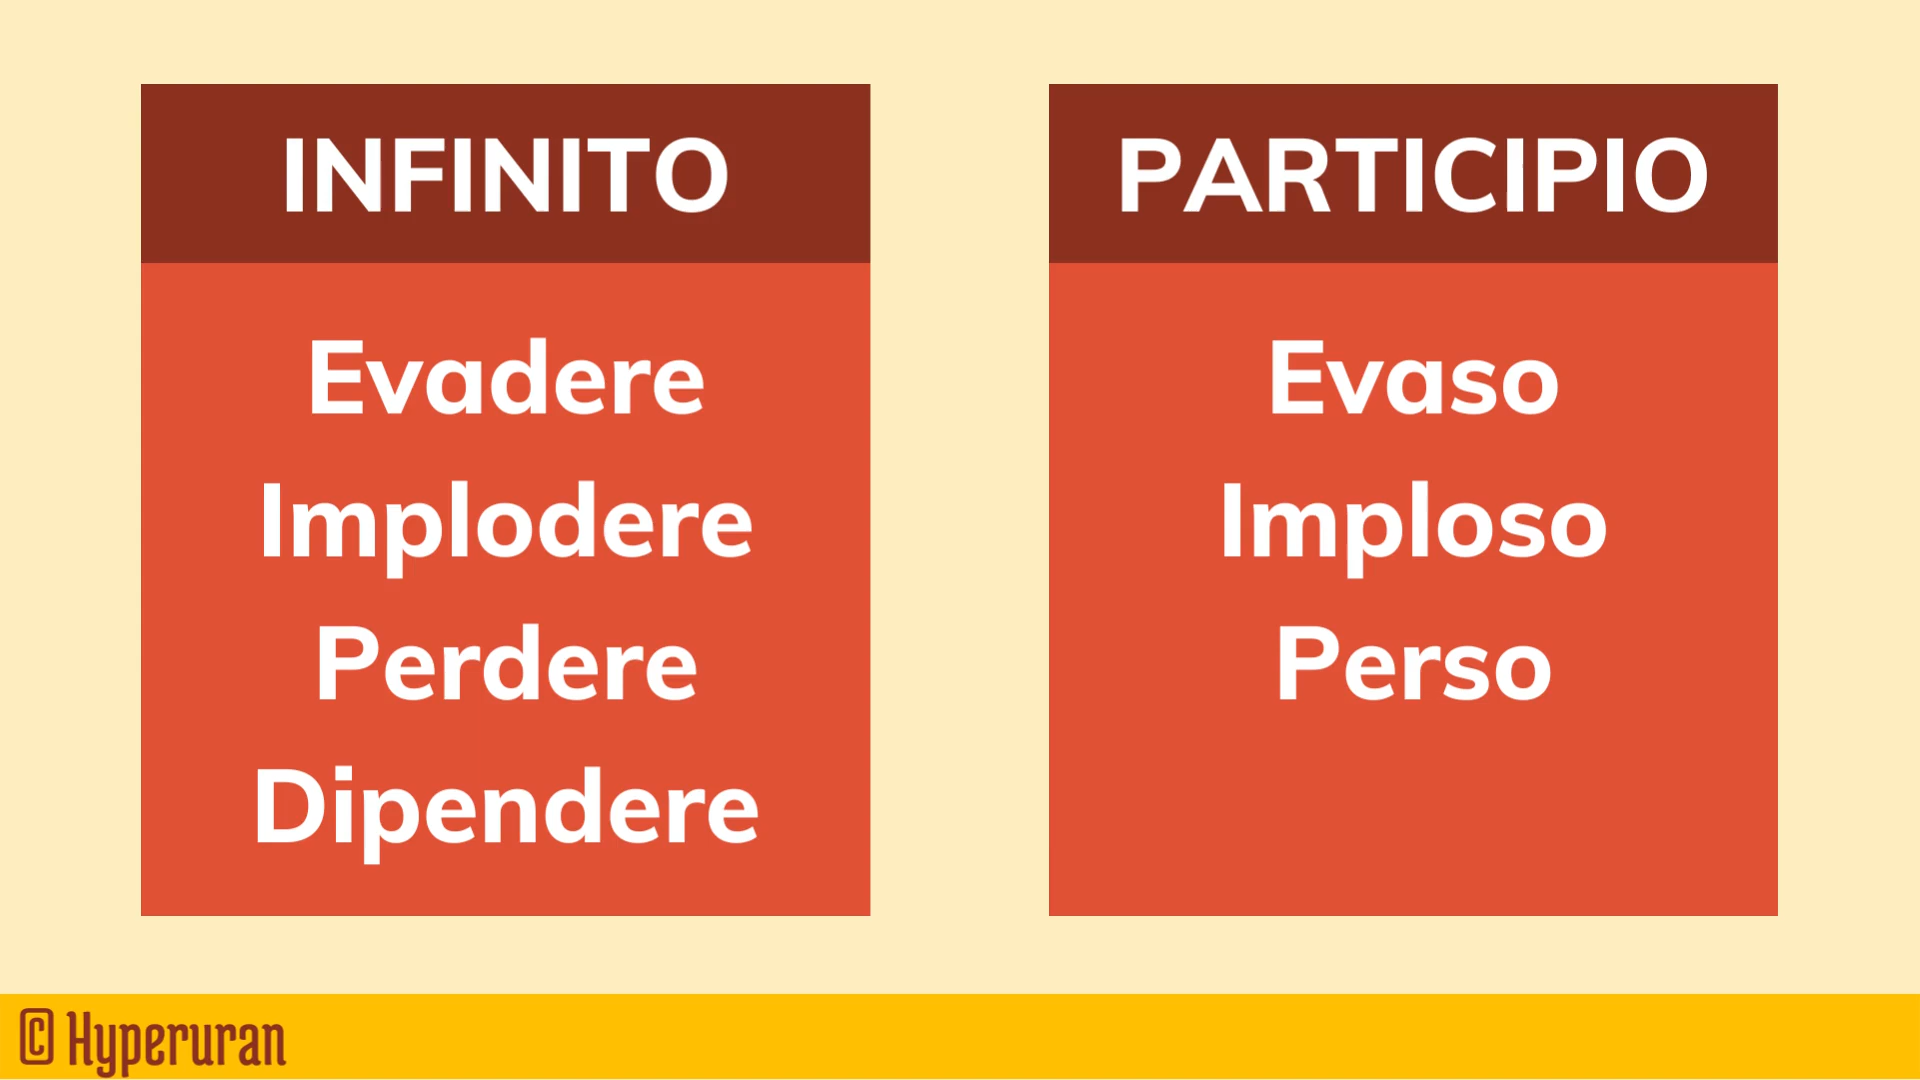 INFINITO
Evadere
Implodere
Perdere
Dipendere
PARTICIPIO
Evaso
Imploso
Perso
© Hyperuran